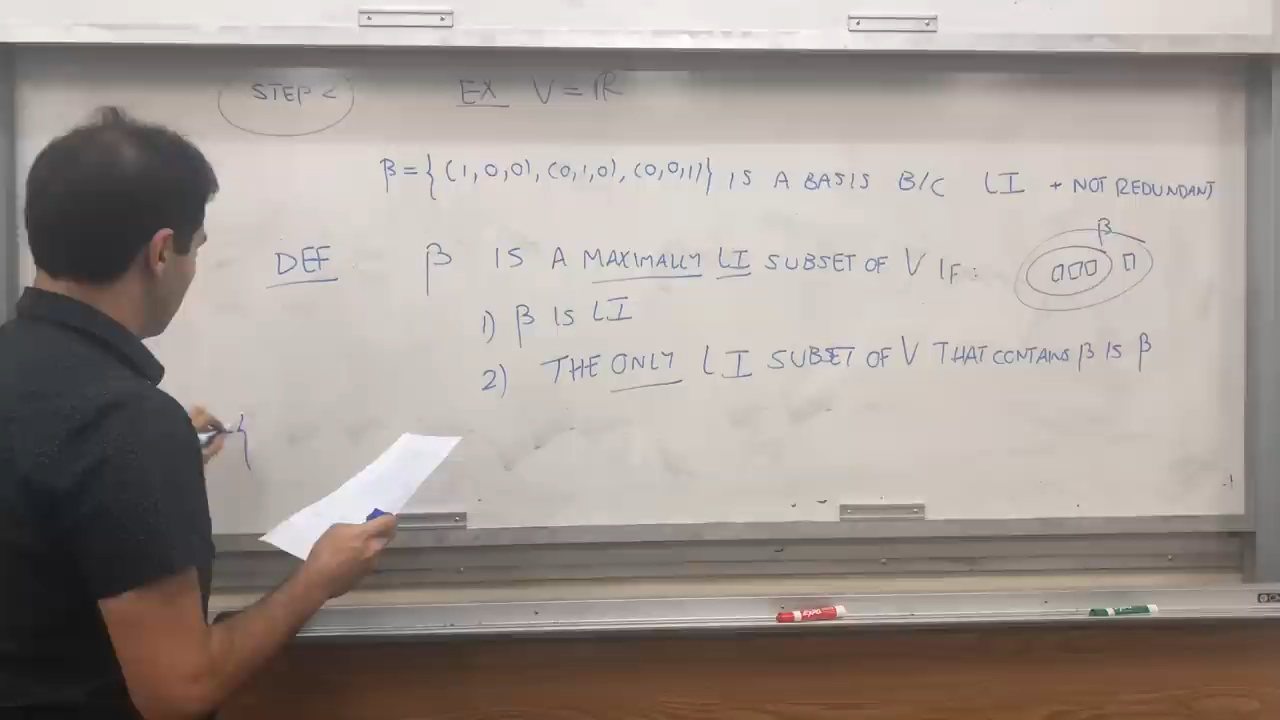 STEP 2
EX V = R
β = { (1,0,0), (0,1,0), (0,0,1) } IS A BASIS B/C LI + NOT REDUNDANT
DEF β IS A MAXIMALLY LI SUBSET OF V IF:
β
1) β IS LI
2) THE ONLY LI SUBSET OF V THAT CONTAINS β IS β